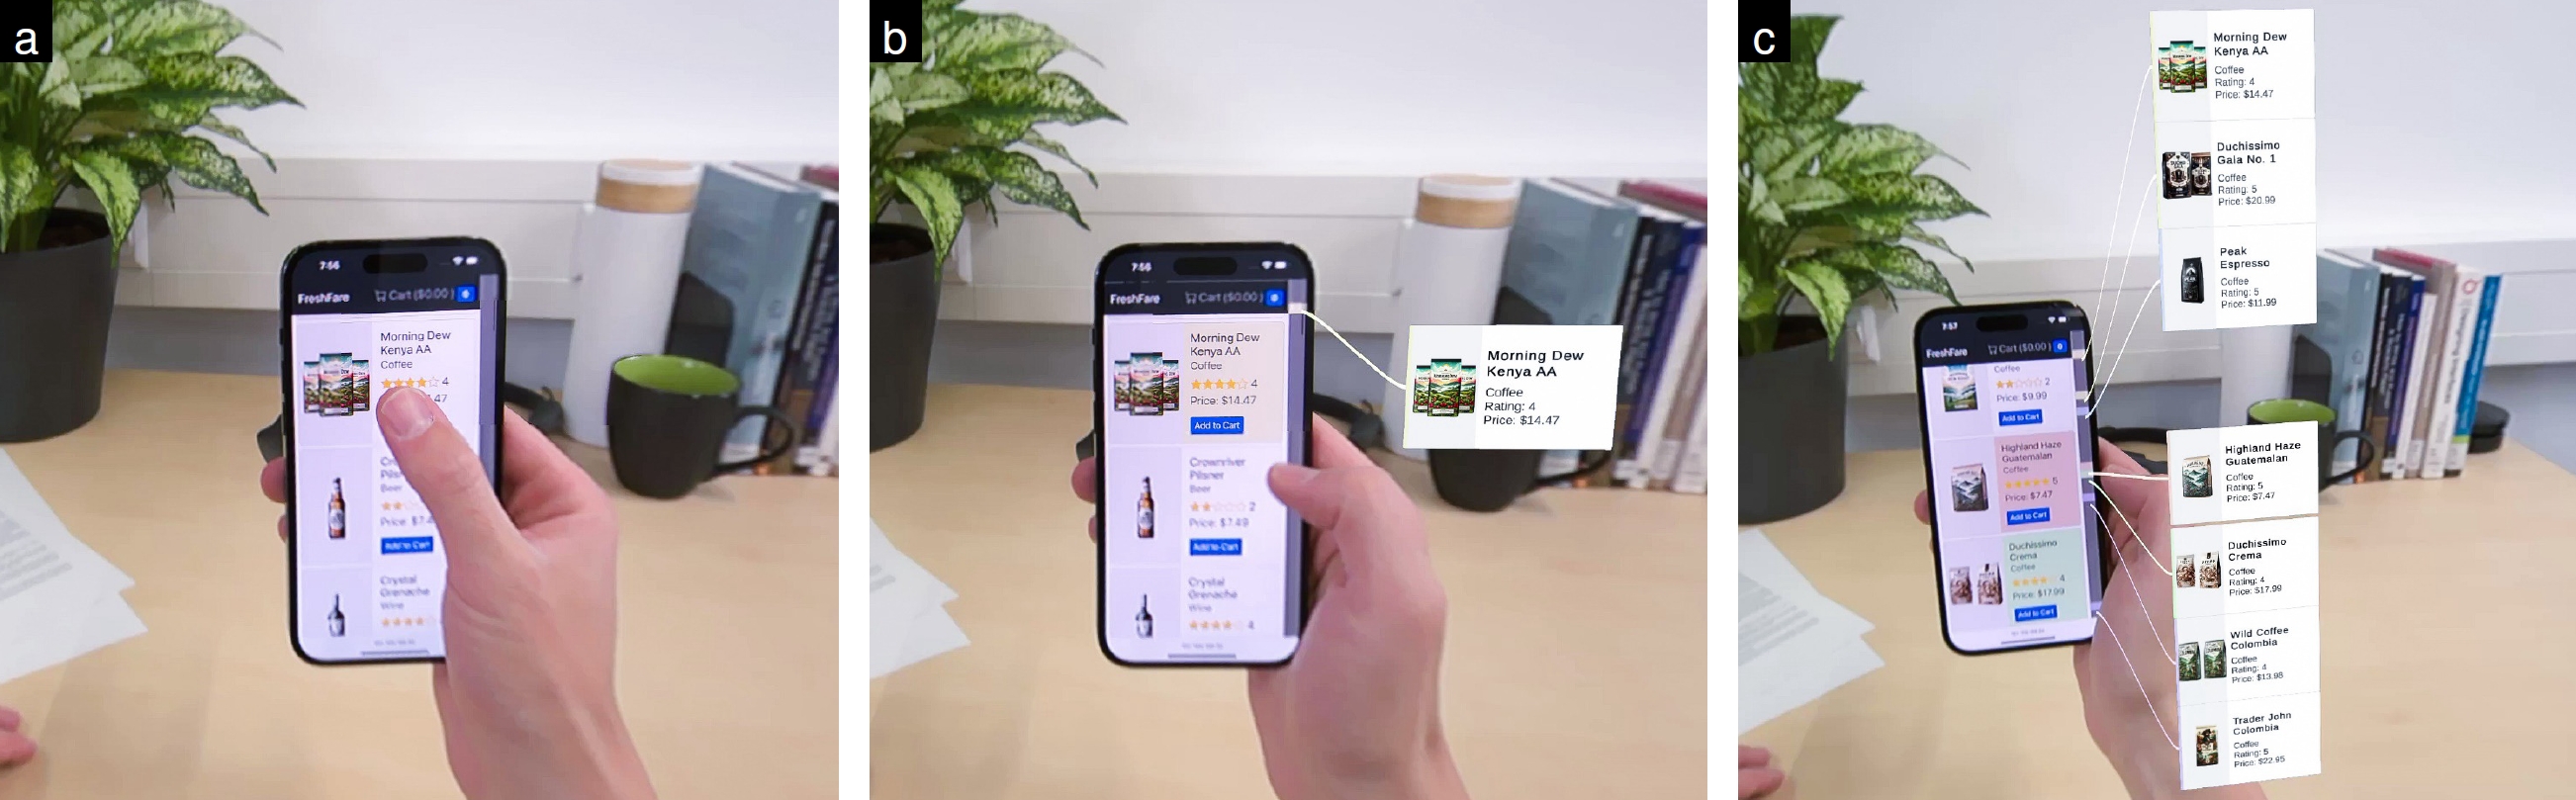 a
7:56
FreshFare
Cart ($0.00)
0
Morning Dew
Kenya AA
Coffee
4
.47
Pilsner
Beer
Price: $7.4
Add to Cart
Crystal
Grenache
Wine
b
7:56
FreshFare
Cart ($0.00)
0
Morning Dew
Kenya AA
Coffee
4
Price: $14.47
Add to Cart
Crownriver
Pilsner
Beer
2
Price: $7.49
Add to Cart
Crystal
Grenache
Wine
4
Morning Dew
Kenya AA
Coffee
Rating: 4
Price: $14.47
c
7:57
FreshFare
Cart ($0.00)
0
Coffee
2
Price: $9.99
Add to Cart
Highland Haze
Guatemalan
Coffee
5
Price: $7.47
Add to Cart
Duchissimo
Crema
Coffee
4
Price: $17.99
Add to Cart
Morning Dew
Kenya AA
Coffee
Rating: 4
Price: $14.47
Duchissimo
Gala No. 1
Coffee
Rating: 5
Price: $20.99
Peak
Espresso
Coffee
Rating: 5
Price: $11.99
Highland Haze
Guatemalan
Coffee
Rating: 5
Price: $7.47
Duchissimo
Crema
Coffee
Rating: 4
Price: $17.99
Wild Coffee
Colombia
Coffee
Rating: 4
Price: $13.98
Trader John
Colombia
Coffee
Rating: 5
Price: $22.95